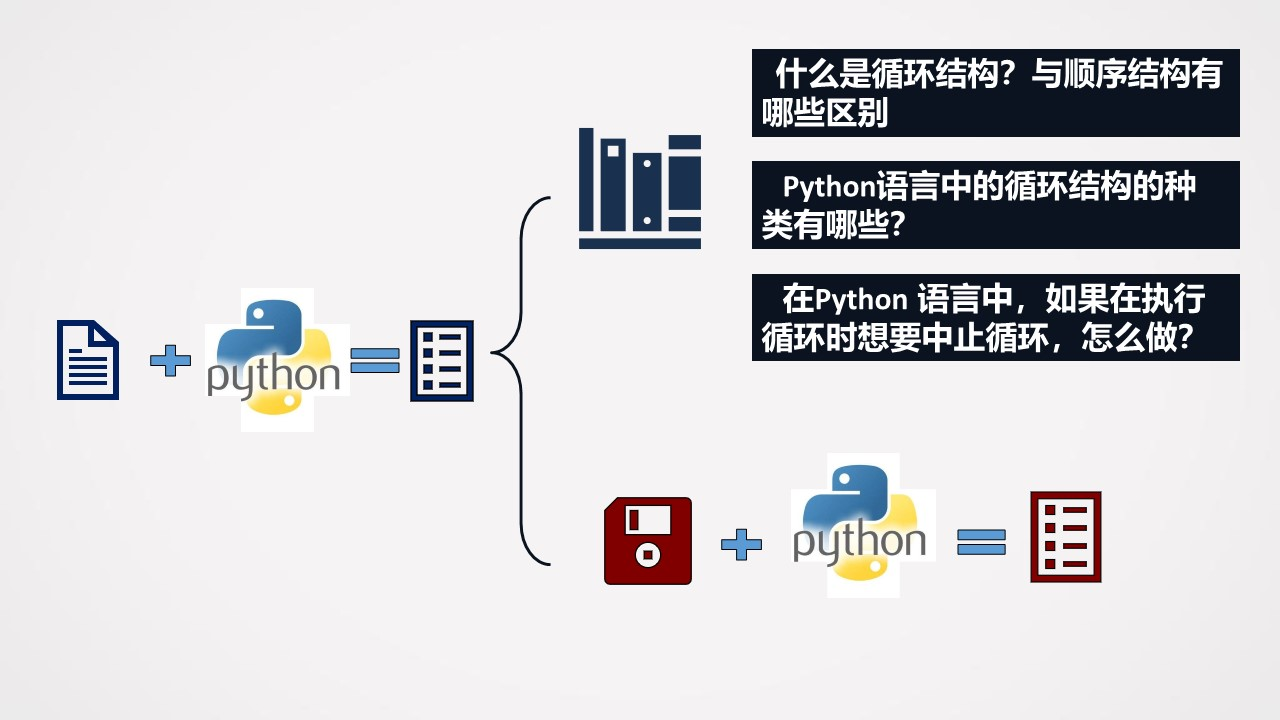 什么是循环结构？与顺序结构有
哪些区别
Python语言中的循环结构的种
类有哪些？
在Python 语言中，如果在执行
循环时想要中止循环，怎么做？
python
python